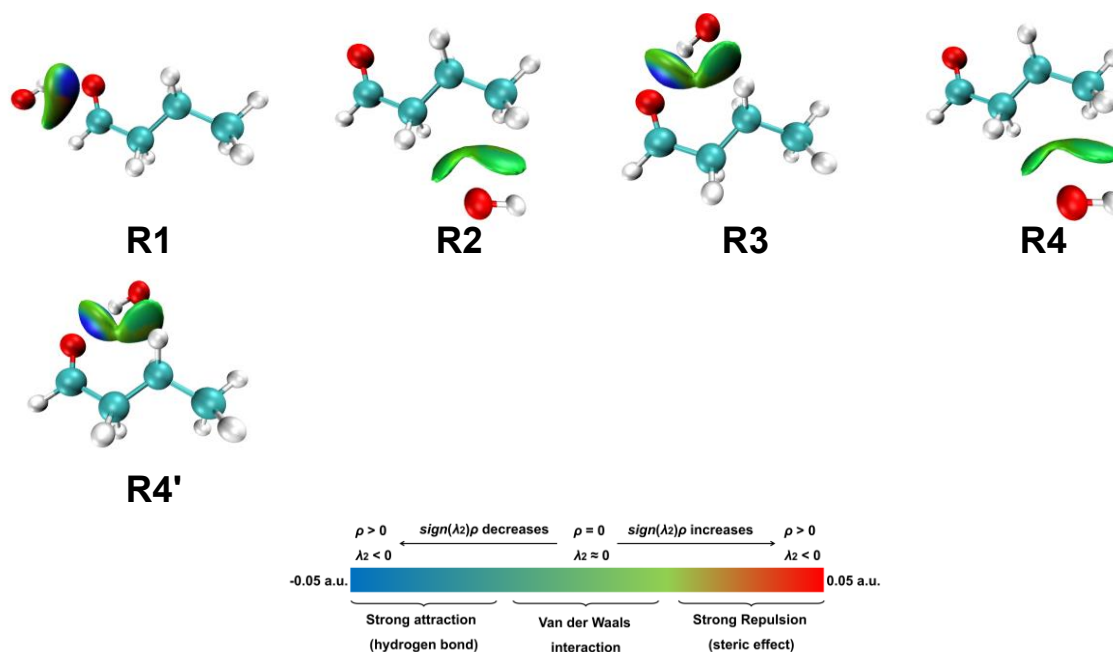 R1 R2 R3 R4
R4'
ρ > 0 sign(λ₂)ρ decreases ρ = 0 sign(λ₂)ρ increases ρ > 0
λ₂ < 0 λ₂ ≈ 0 λ₂ < 0
-0.05 a.u. 0.05 a.u.
Strong attraction Van der Waals Strong Repulsion
(hydrogen bond) interaction (steric effect)